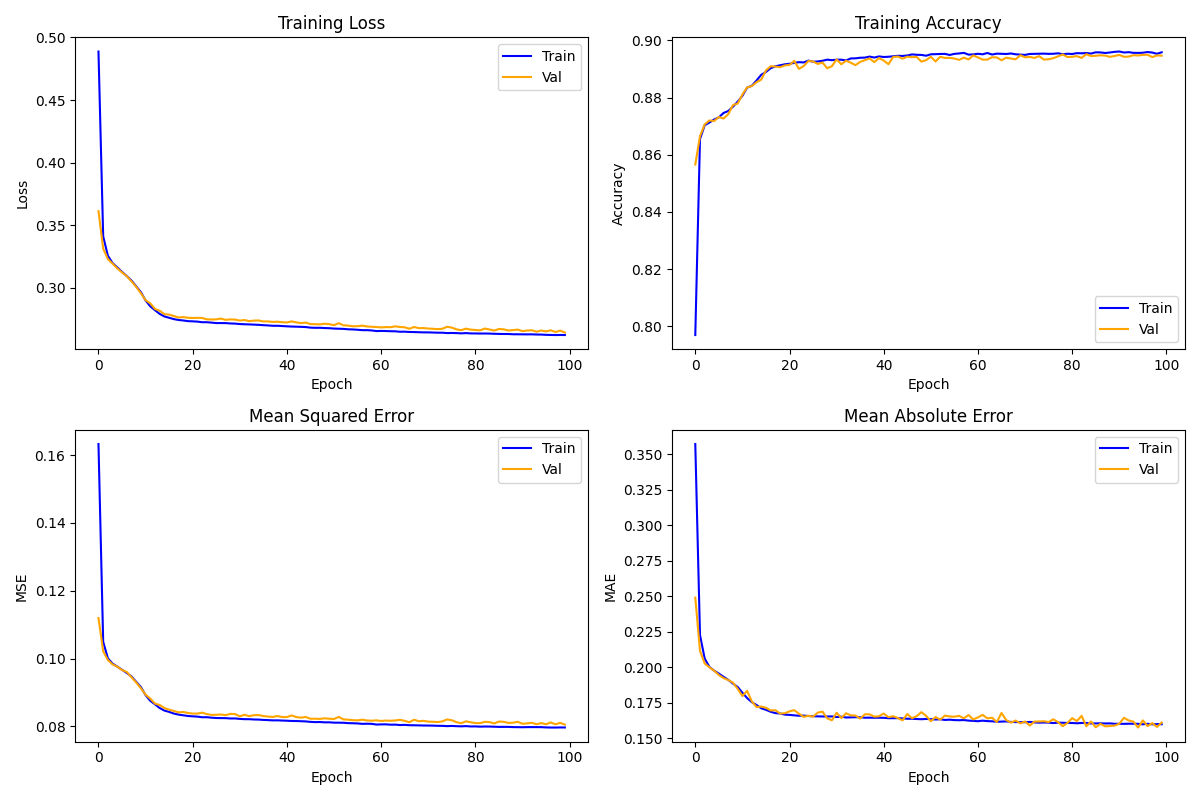 Training Loss
0.50
0.45
0.40
0.35
0.30
Loss
0 20 40 60 80 100
Epoch
Train
Val
Training Accuracy
0.90
0.88
0.86
0.84
0.82
0.80
Accuracy
0 20 40 60 80 100
Epoch
Train
Val
Mean Squared Error
0.16
0.14
0.12
0.10
0.08
MSE
0 20 40 60 80 100
Epoch
Train
Val
Mean Absolute Error
0.350
0.325
0.300
0.275
0.250
0.225
0.200
0.175
0.150
MAE
0 20 40 60 80 100
Epoch
Train
Val